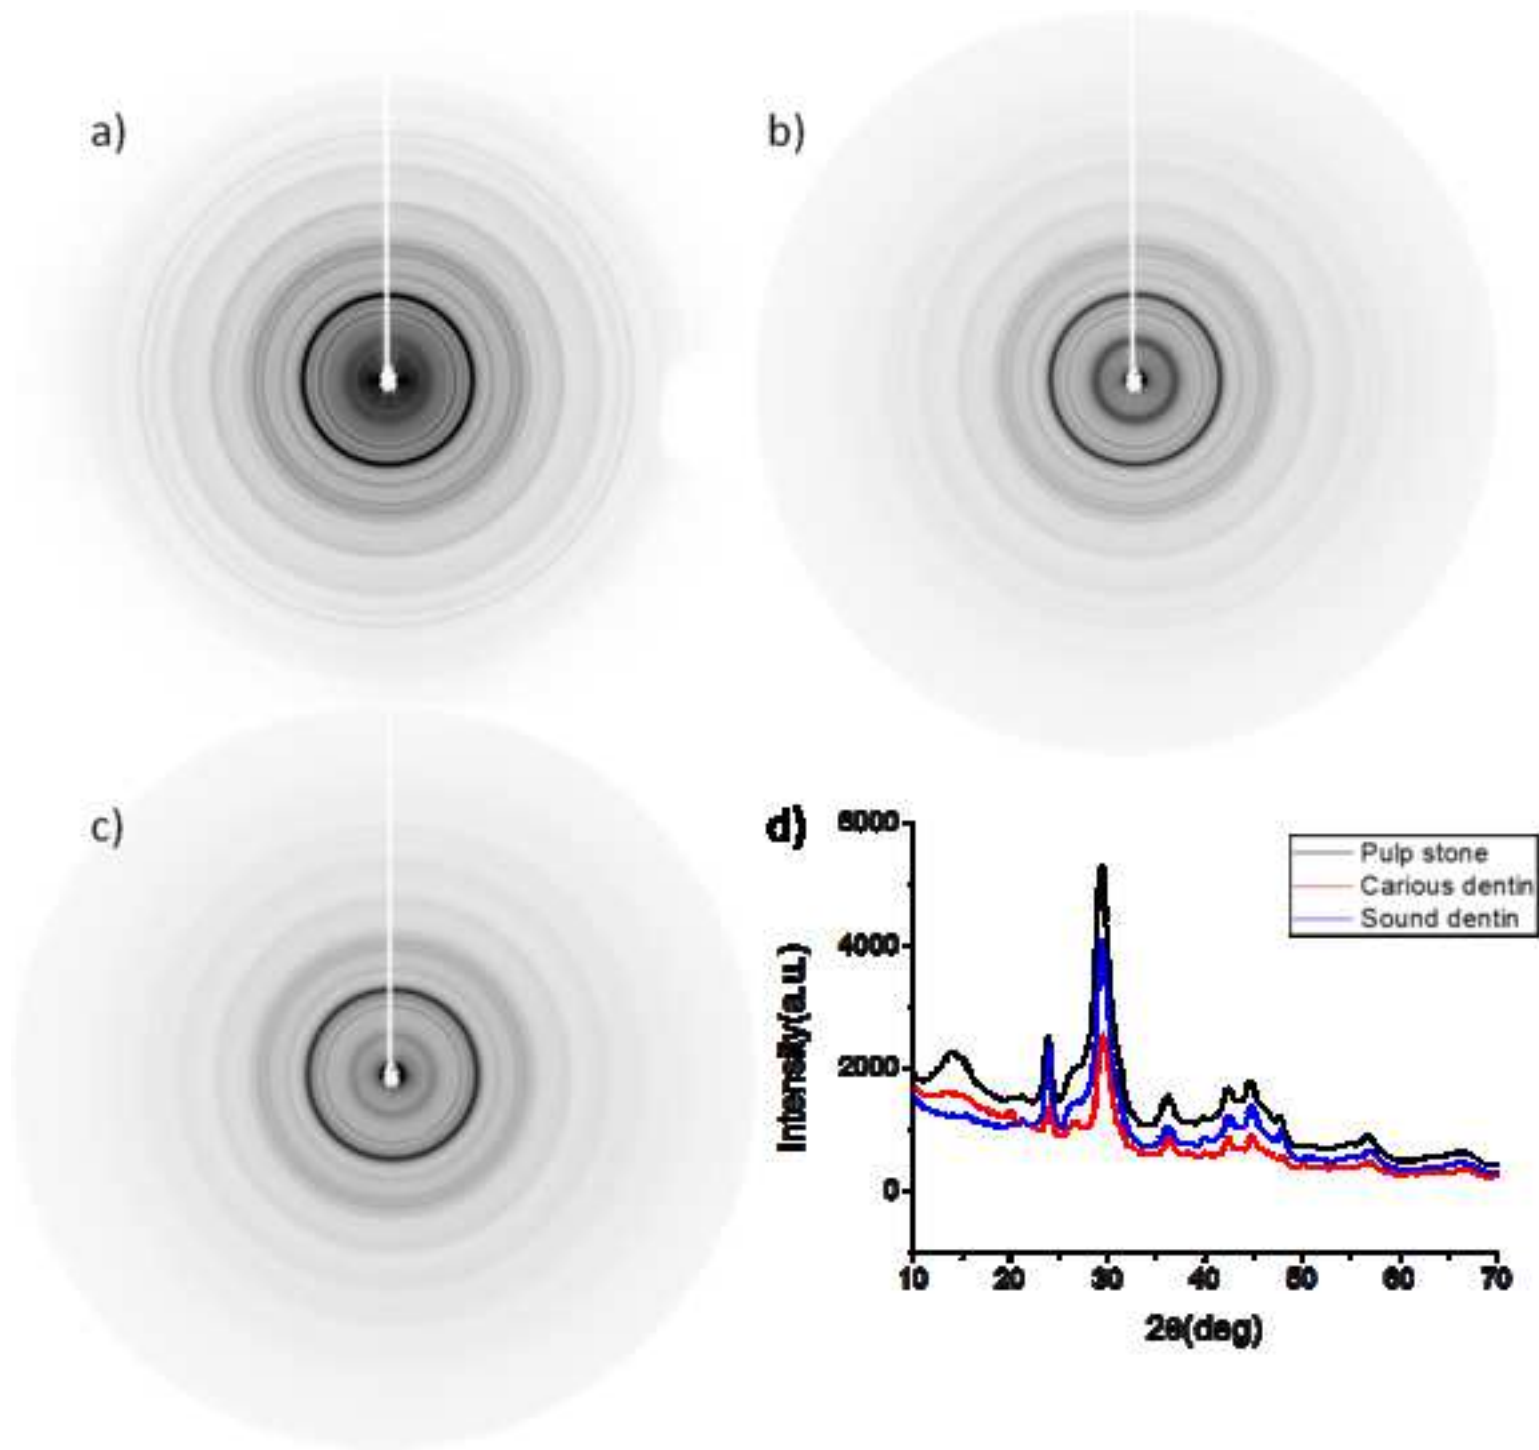 a)
b)
c)
d)
6000
4000
2000
0
Intensity(a.u.)
10 20 30 40 50 60 70
2θ(deg)
Pulp stone
Carious dentin
Sound dentin